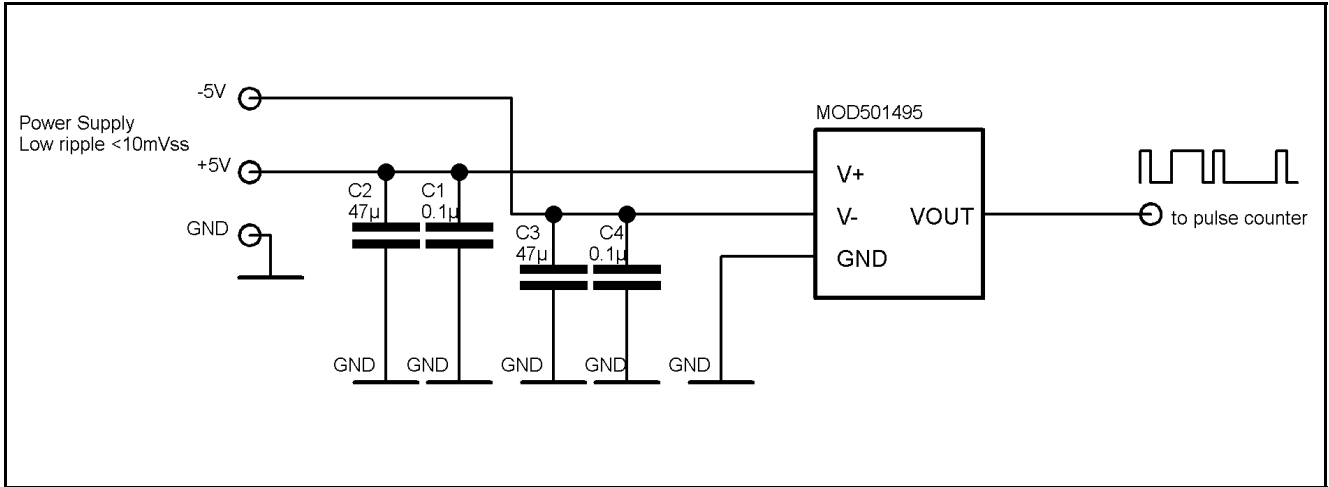 -5V
Power Supply
Low ripple <10mVss
+5V
GND
C2
47µ
C1
0.1µ
C3
47µ
C4
0.1µ
GND
GND
GND
GND
GND
MOD501495
V+
V-
VOUT
GND
to pulse counter